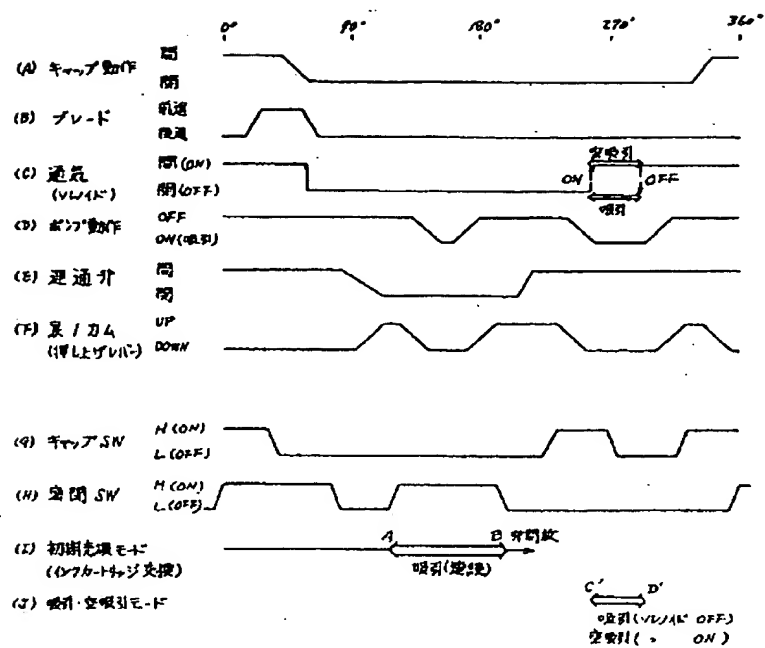 0° 90° 180° 270° 360°
(A) キャップ動作 開
閉
(B) ブレード 前進
後退
(C) 通気 開(ON)
(ソレノイド) 閉(OFF)
空吸引
ON OFF
吸引
(D) ポンプ動作 OFF
ON(吸引)
(E) 連通弁 開
閉
(F) 第1カム UP
(押し上げレバー) DOWN
(G) キャップSW H(ON)
L(OFF)
(H) 空間SW H(ON)
L(OFF)
(I) 初期充填モード A B 弁開放
(インクカートリッジ交換) 吸引(連続)
(J) 吸引・空吸引モード C' D'
吸引(ソレノイド OFF)
空吸引( 〃 ON)